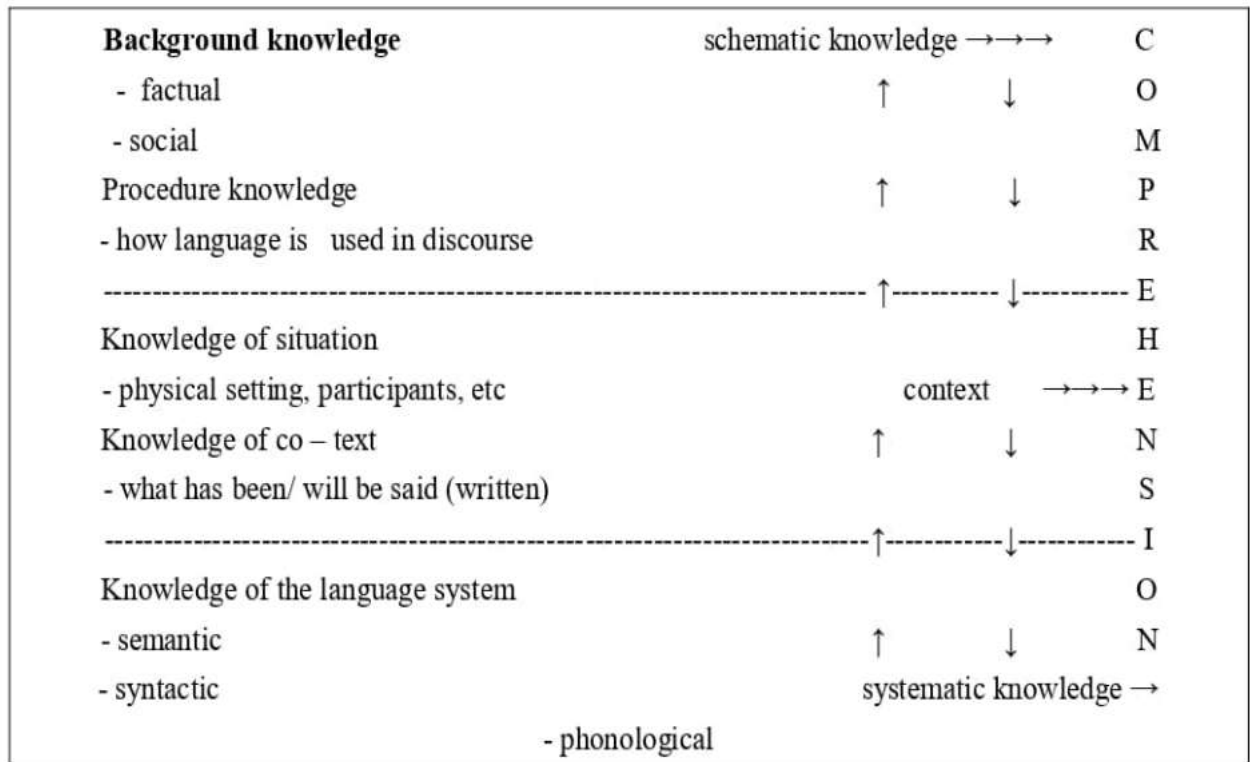 Background knowledge schematic knowledge →→→ C
- factual ↑ ↓ O
- social M
Procedure knowledge ↑ ↓ P
- how language is used in discourse R
-------------------------------------------------------------------------------- ↑----------- ↓----------- E
Knowledge of situation H
- physical setting, participants, etc context →→→ E
Knowledge of co – text ↑ ↓ N
- what has been/ will be said (written) S
--------------------------------------------------------------------------------↑------------↓------------ I
Knowledge of the language system O
- semantic ↑ ↓ N
- syntactic systematic knowledge →
- phonological